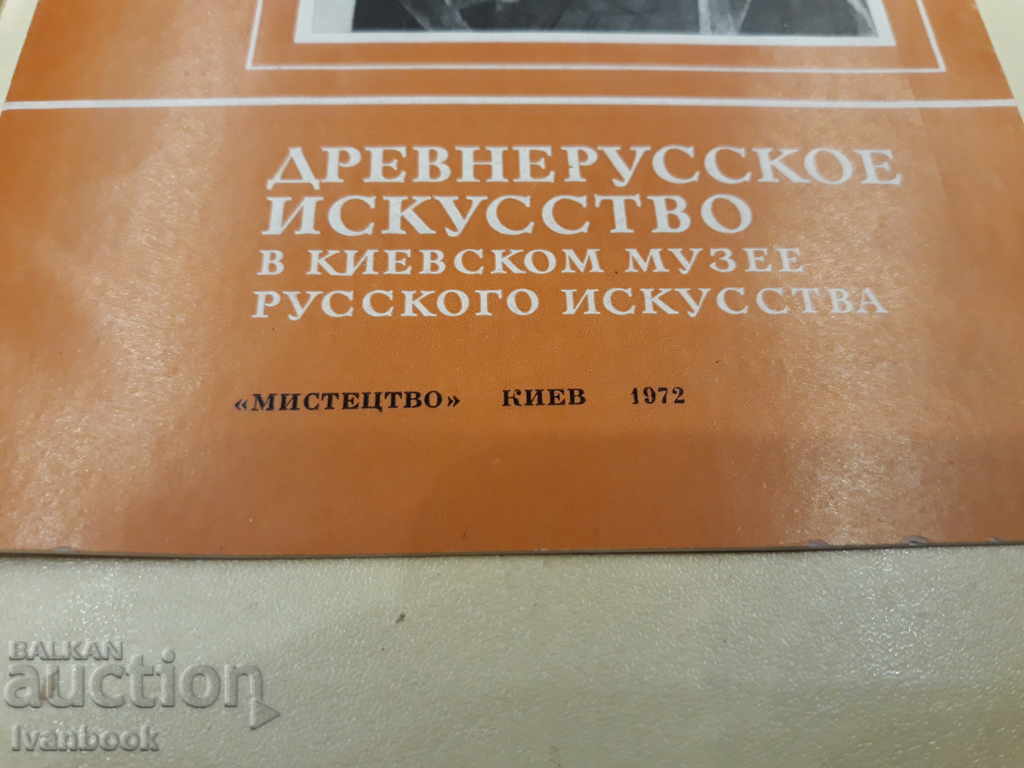 ДРЕВНЕРУССКОЕ
ИСКУССТВО
В КИЕВСКОМ МУЗЕЕ
РУССКОГО ИСКУССТВА
«МИСТЕЦТВО» КИЕВ 1972
BALKAN
auction
Ivanbook